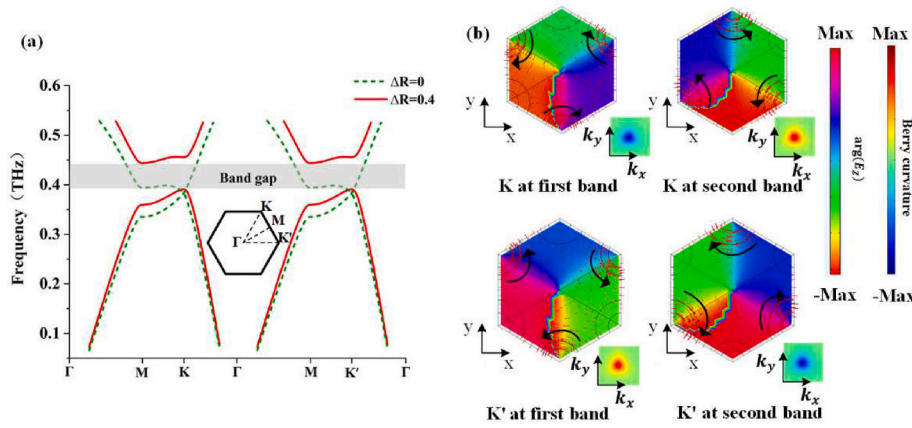 (a)
ΔR=0
ΔR=0.4
0.6
0.5
0.4
0.3
0.2
0.1
Frequency (THz)
Band gap
K
M
Γ
K'
Γ M K Γ M K' Γ
(b)
y
x
k_y
k_x
K at first band
y
x
k_y
k_x
K at second band
y
x
k_y
k_x
K' at first band
y
x
k_y
k_x
K' at second band
Max
arg(E_z)
-Max
Max
Berry curvature
-Max